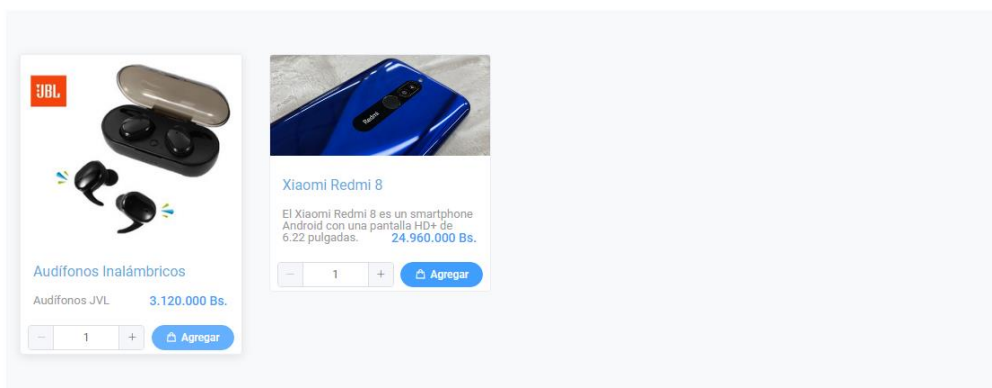 JBL
Audífonos Inalámbricos
Audífonos JVL 3.120.000 Bs.
− 1 + Agregar
Redmi
Xiaomi Redmi 8
El Xiaomi Redmi 8 es un smartphone
Android con una pantalla HD+ de
6.22 pulgadas. 24.960.000 Bs.
− 1 + Agregar